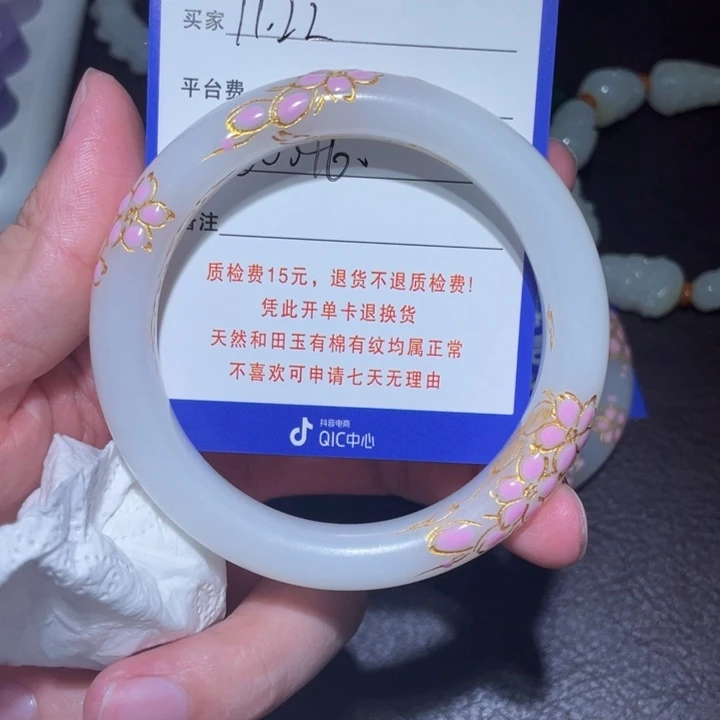 买家 11.22
平台费
备注
质检费15元，退货不退质检费！
凭此开单卡退换货
天然和田玉有棉有纹均属正常
不喜欢可申请七天无理由
抖音电商
QIC中心